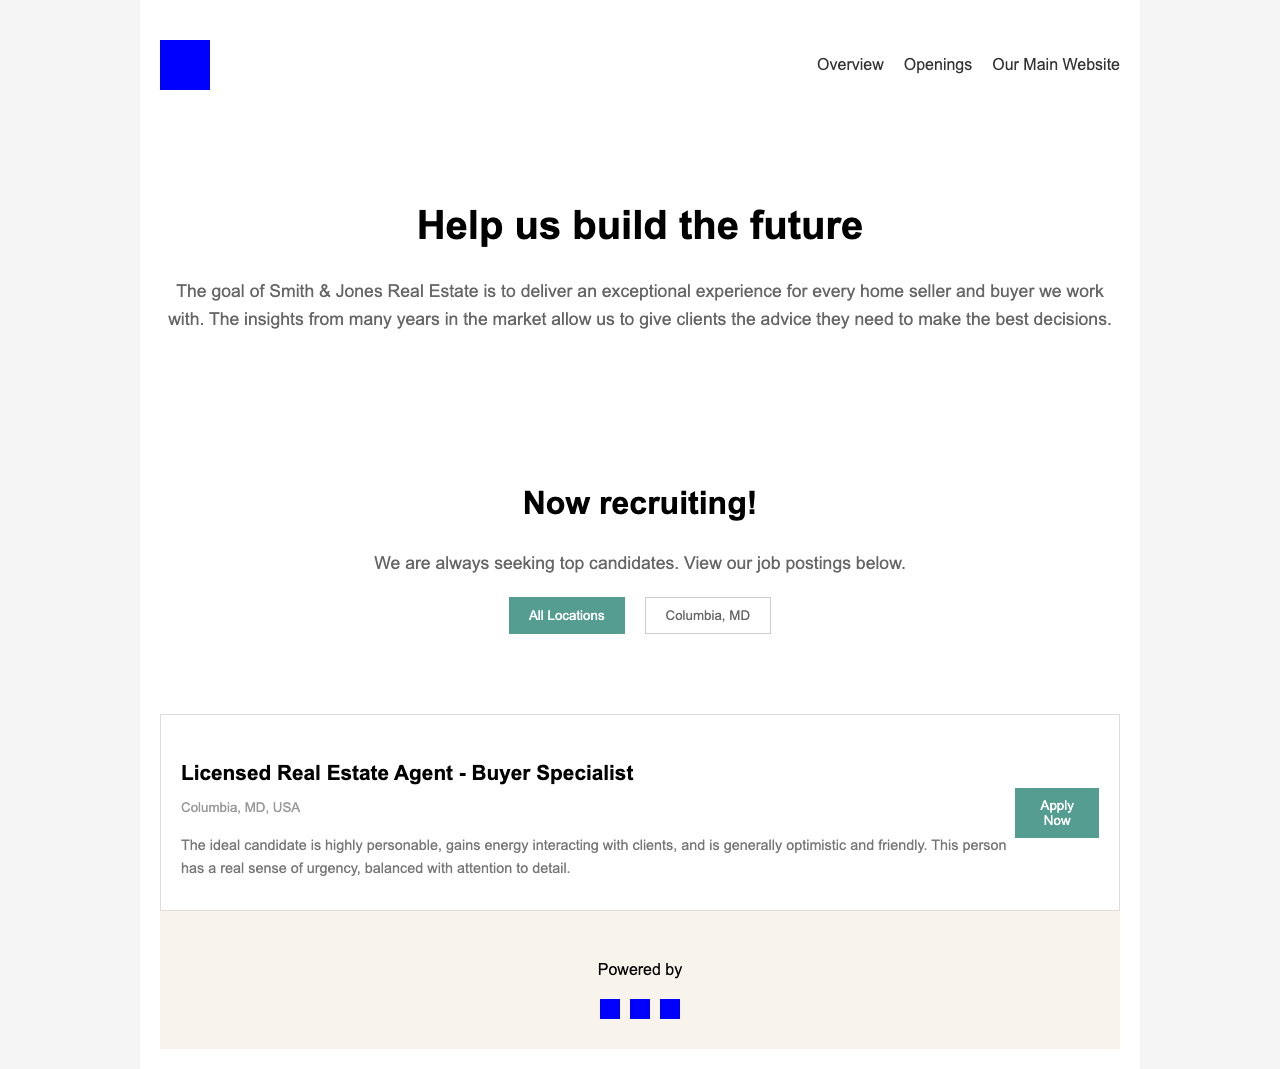 Overview Openings Our Main Website
Help us build the future
The goal of Smith & Jones Real Estate is to deliver an exceptional experience for every home seller and buyer we work
with. The insights from many years in the market allow us to give clients the advice they need to make the best decisions.
Now recruiting!
We are always seeking top candidates. View our job postings below.
All Locations Columbia, MD
Licensed Real Estate Agent - Buyer Specialist
Columbia, MD, USA
The ideal candidate is highly personable, gains energy interacting with clients, and is generally optimistic and friendly. This person
has a real sense of urgency, balanced with attention to detail.
Apply
Now
Powered by